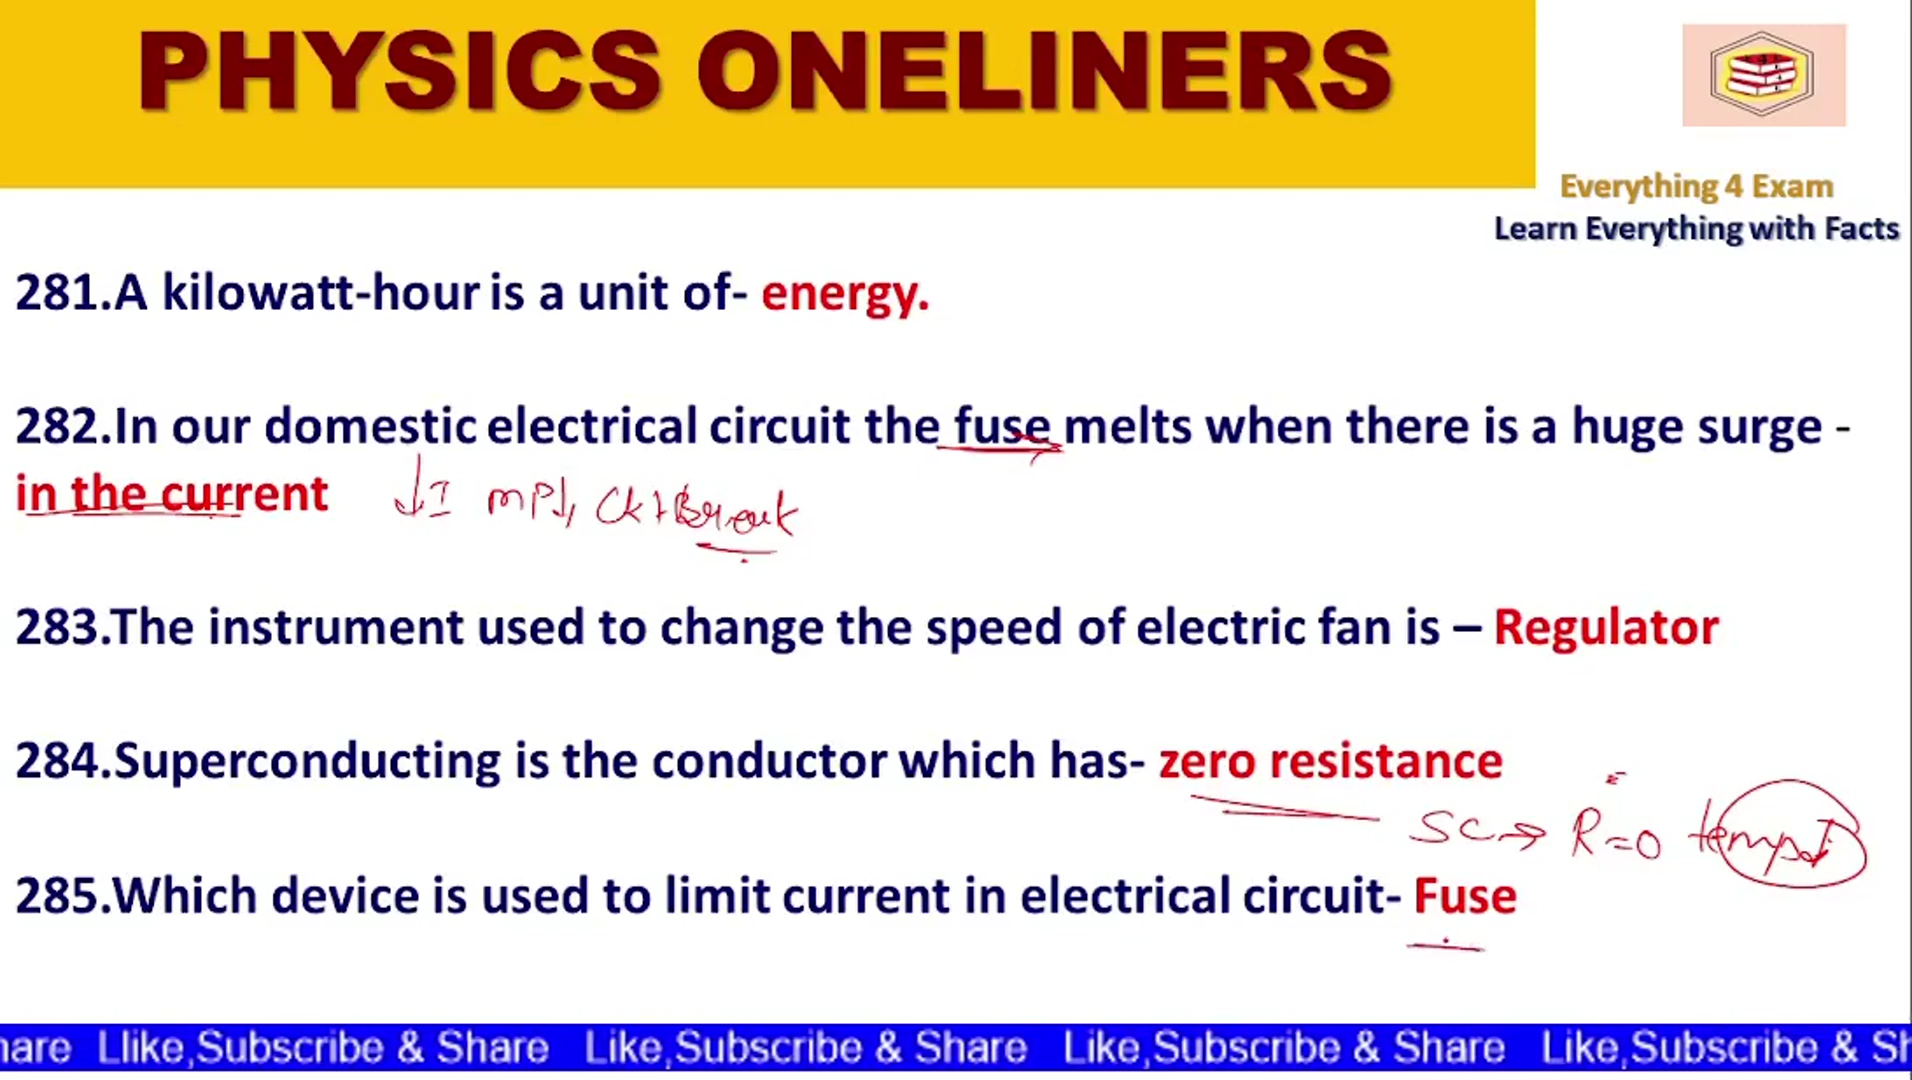 PHYSICS ONELINERS
Everything 4 Exam
Learn Everything with Facts
281.A kilowatt-hour is a unit of- energy.
282.In our domestic electrical circuit the fuse melts when there is a huge surge -
in the current
↓I MP↓, Ckt
283.The instrument used to change the speed of electric fan is – Regulator
284.Superconducting is the conductor which has- zero resistance
SC → R=0
285.Which device is used to limit current in electrical circuit- Fuse
hare Llike,Subscribe & Share Like,Subscribe & Share Like,Subscribe & Share Like,Subscribe & Sh